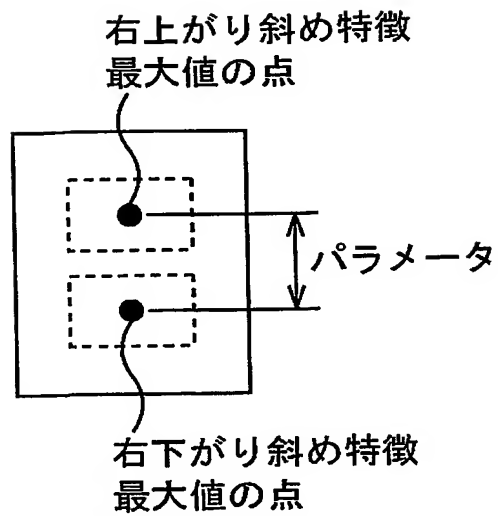 右上がり斜め特徴
最大値の点
パラメータ
右下がり斜め特徴
最大値の点